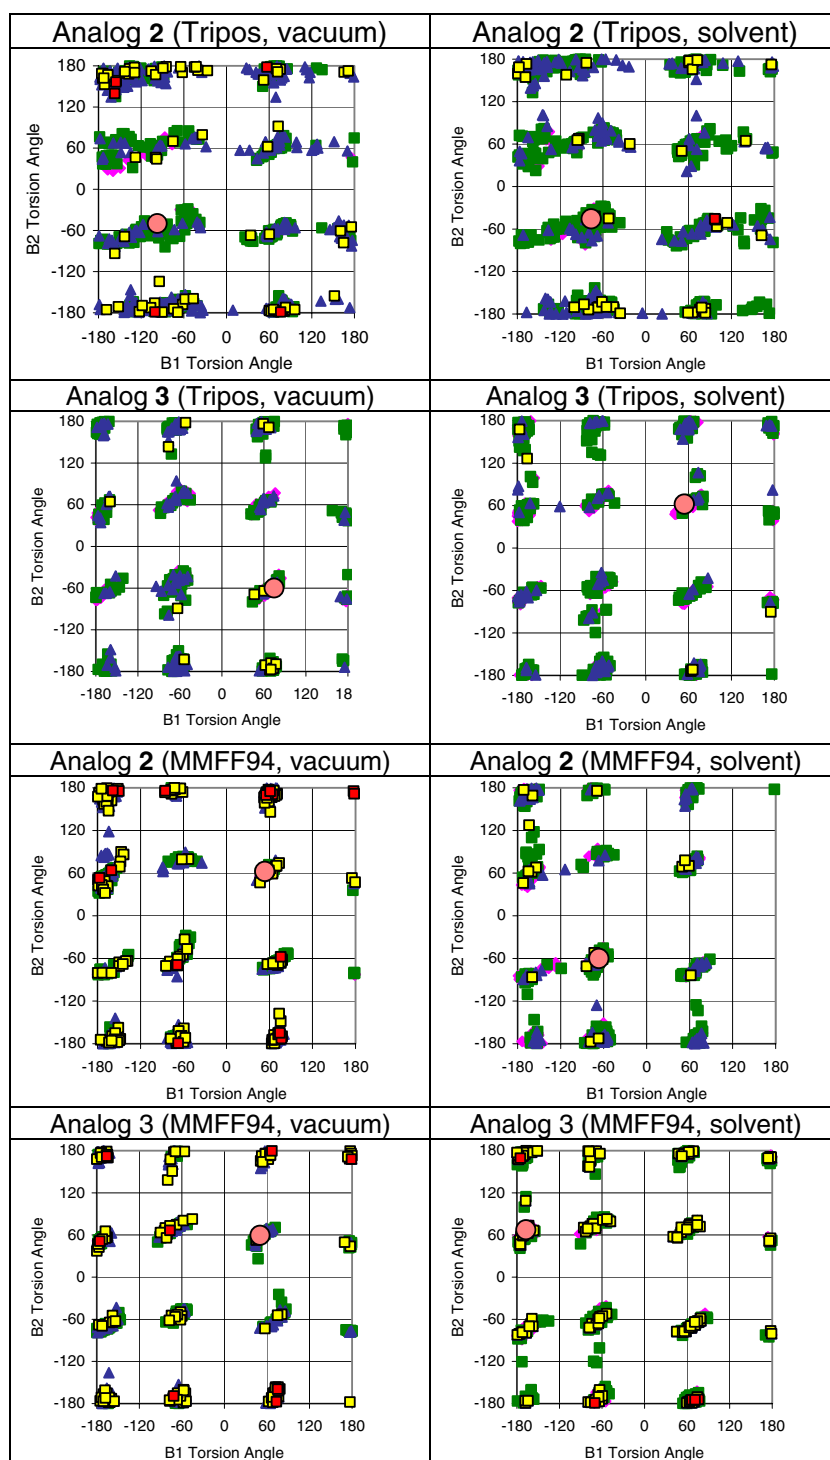 Analog 2 (Tripos, vacuum)
B2 Torsion Angle
180
120
60
0
-60
-120
-180
-180 -120 -60 0 60 120 180
B1 Torsion Angle
Analog 2 (Tripos, solvent)
B2 Torsion Angle
180
120
60
0
-60
-120
-180
-180 -120 -60 0 60 120 180
B1 Torsion Angle
Analog 3 (Tripos, vacuum)
B2 Torsion Angle
180
120
60
0
-60
-120
-180
-180 -120 -60 0 60 120 18
B1 Torsion Angle
Analog 3 (Tripos, solvent)
B2 Torsion Angle
180
120
60
0
-60
-120
-180
-180 -120 -60 0 60 120 180
B1 Torsion Angle
Analog 2 (MMFF94, vacuum)
B2 Torsion Angle
180
120
60
0
-60
-120
-180
-180 -120 -60 0 60 120 180
B1 Torsion Angle
Analog 2 (MMFF94, solvent)
B2 Torsion Angle
180
120
60
0
-60
-120
-180
-180 -120 -60 0 60 120 180
B1 Torsion Angle
Analog 3 (MMFF94, vacuum)
B2 Torsion Angle
180
120
60
0
-60
-120
-180
-180 -120 -60 0 60 120 180
B1 Torsion Angle
Analog 3 (MMFF94, solvent)
B2 Torsion Angle
180
120
60
0
-60
-120
-180
-180 -120 -60 0 60 120 180
B1 Torsion Angle